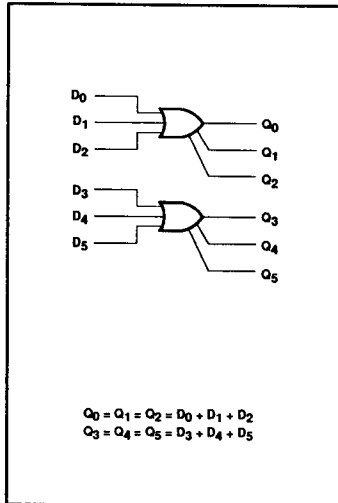 D0
D1
D2
Q0
Q1
Q2
D3
D4
D5
Q3
Q4
Q5
Q0 = Q1 = Q2 = D0 + D1 + D2
Q3 = Q4 = Q5 = D3 + D4 + D5